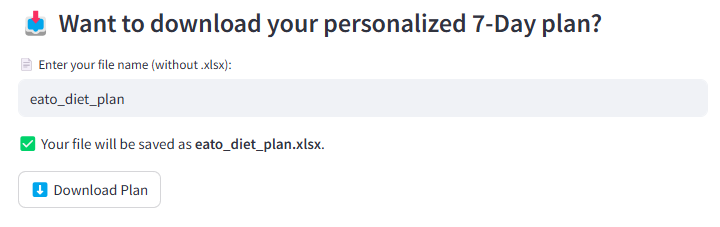 Want to download your personalized 7-Day plan?
Enter your file name (without .xlsx):
eato_diet_plan
Your file will be saved as eato_diet_plan.xlsx.
Download Plan